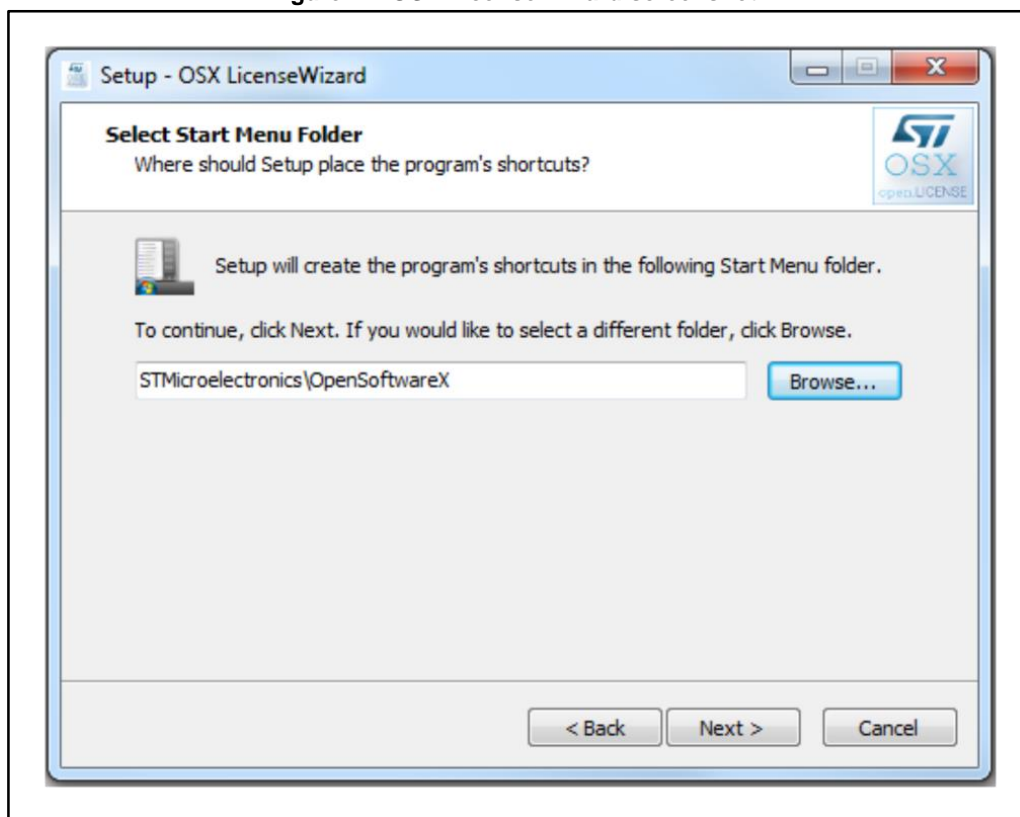 Setup - OSX LicenseWizard
Select Start Menu Folder
Where should Setup place the program's shortcuts?
ST
OSX
open.LICENSE
Setup will create the program's shortcuts in the following Start Menu folder.
To continue, click Next. If you would like to select a different folder, click Browse.
STMicroelectronics\OpenSoftwareX
Browse...
< Back
Next >
Cancel